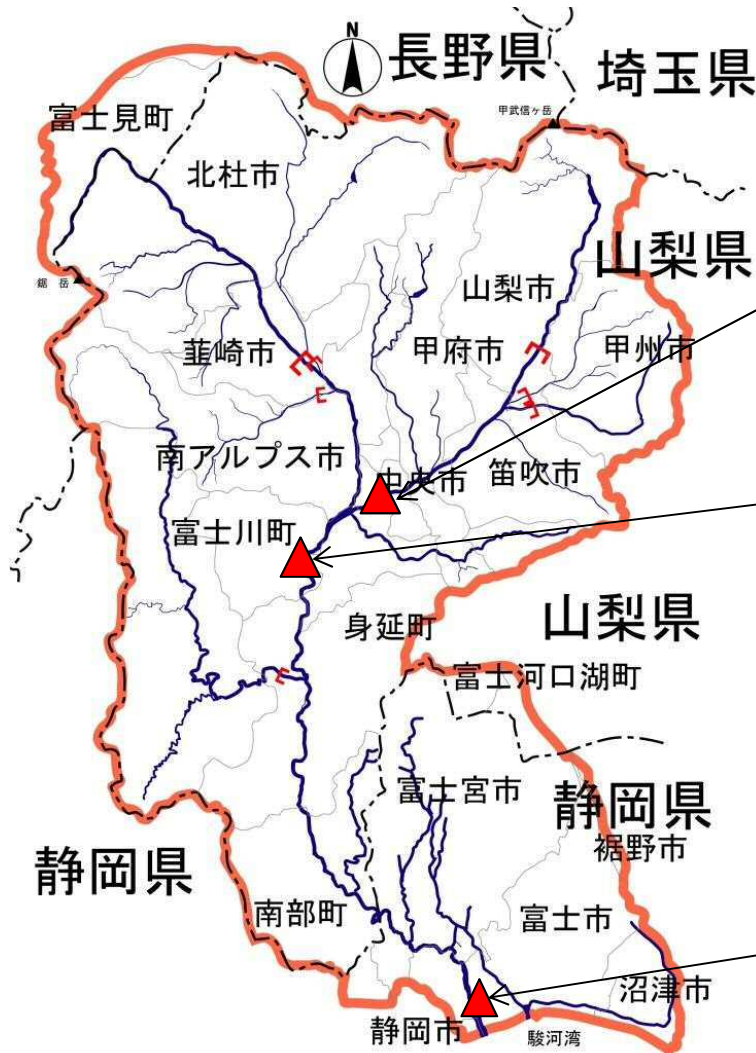 N
長野県
埼玉県
甲武信ヶ岳
富士見町
北杜市
山梨県
鋸岳
山梨市
韮崎市
甲府市
甲州市
南アルプス市
中央市
笛吹市
富士川町
身延町
山梨県
富士河口湖町
富士宮市
静岡県
裾野市
静岡県
南部町
富士市
沼津市
静岡市
駿河湾